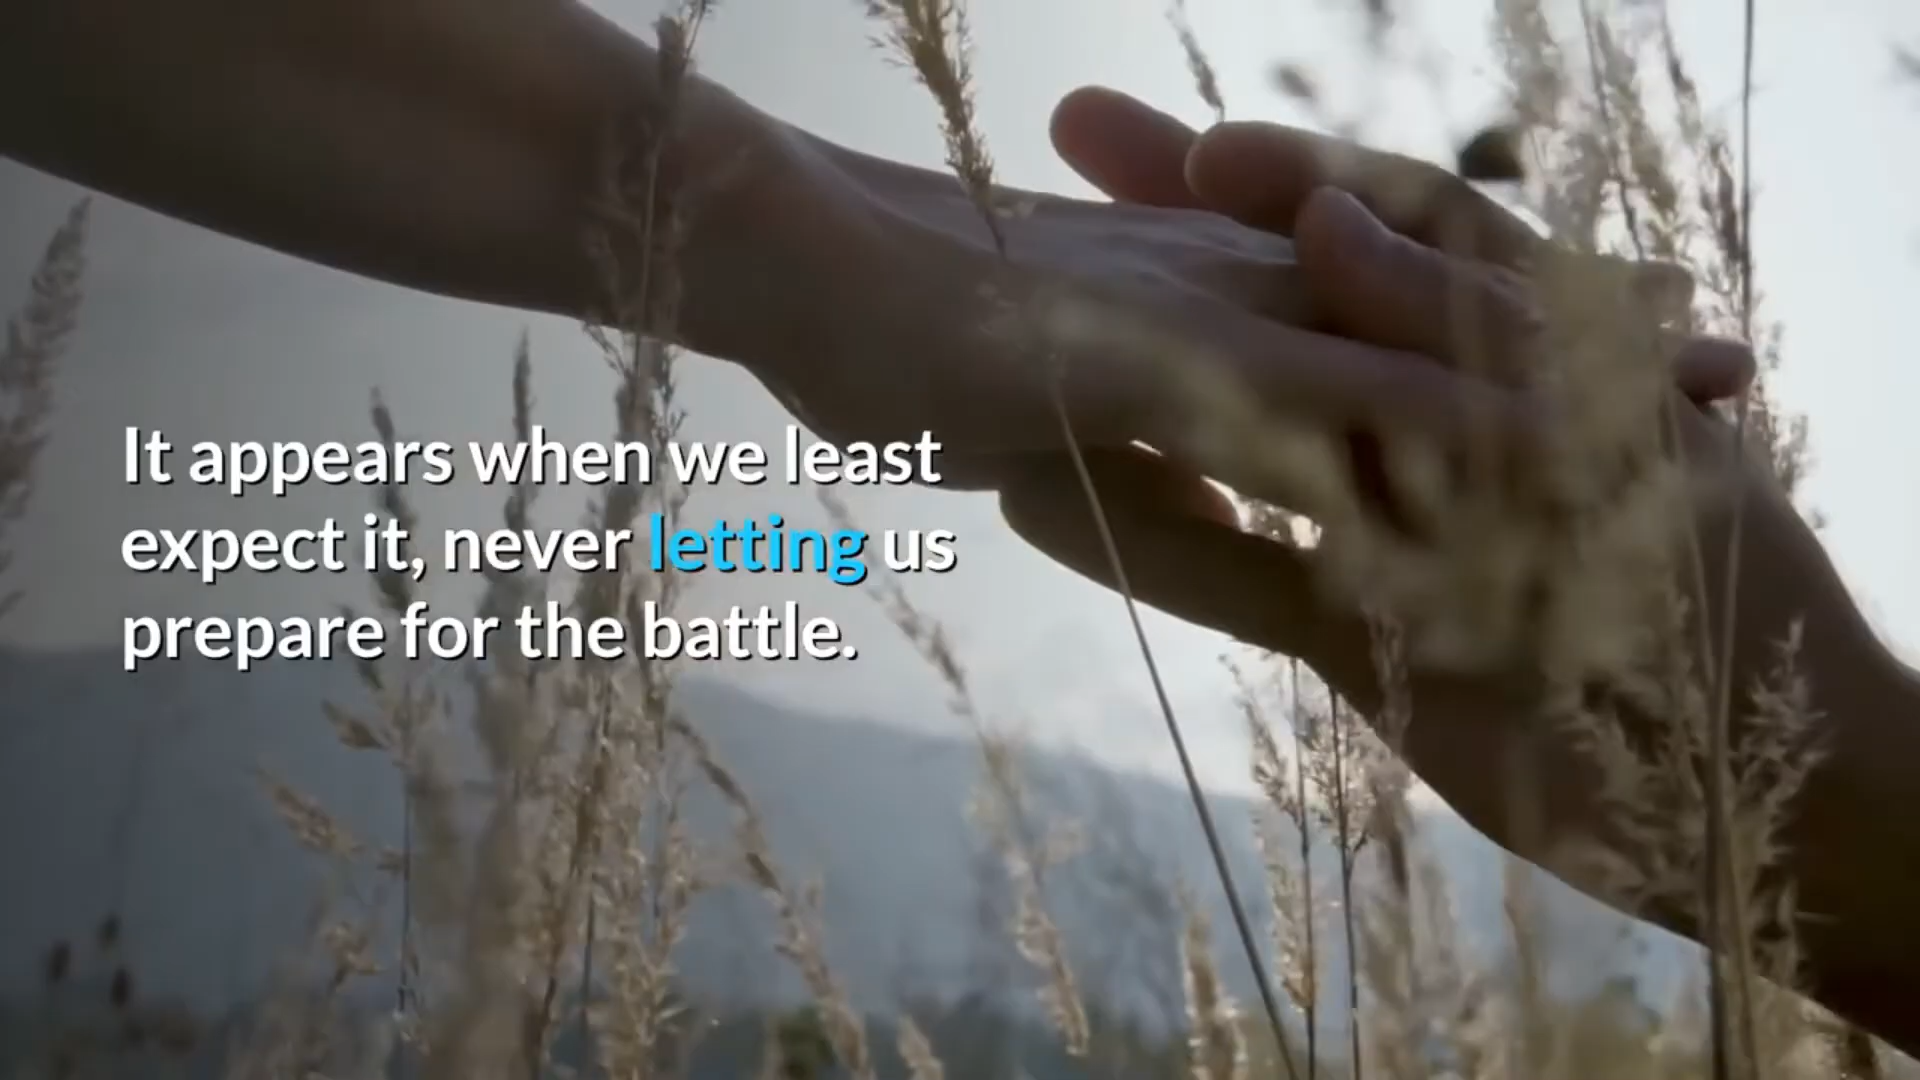 It appears when we least
expect it, never letting us
prepare for the battle.